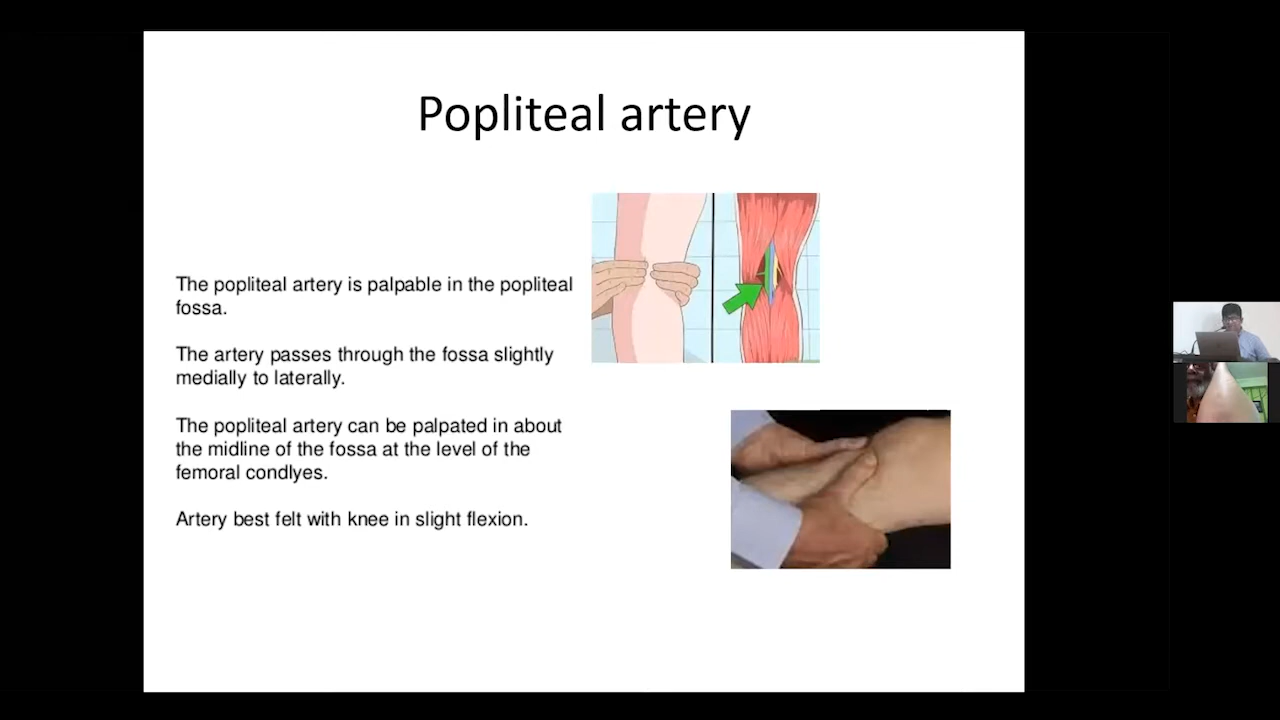 Popliteal artery
The popliteal artery is palpable in the popliteal
fossa.
The artery passes through the fossa slightly
medially to laterally.
The popliteal artery can be palpated in about
the midline of the fossa at the level of the
femoral condlyes.
Artery best felt with knee in slight flexion.